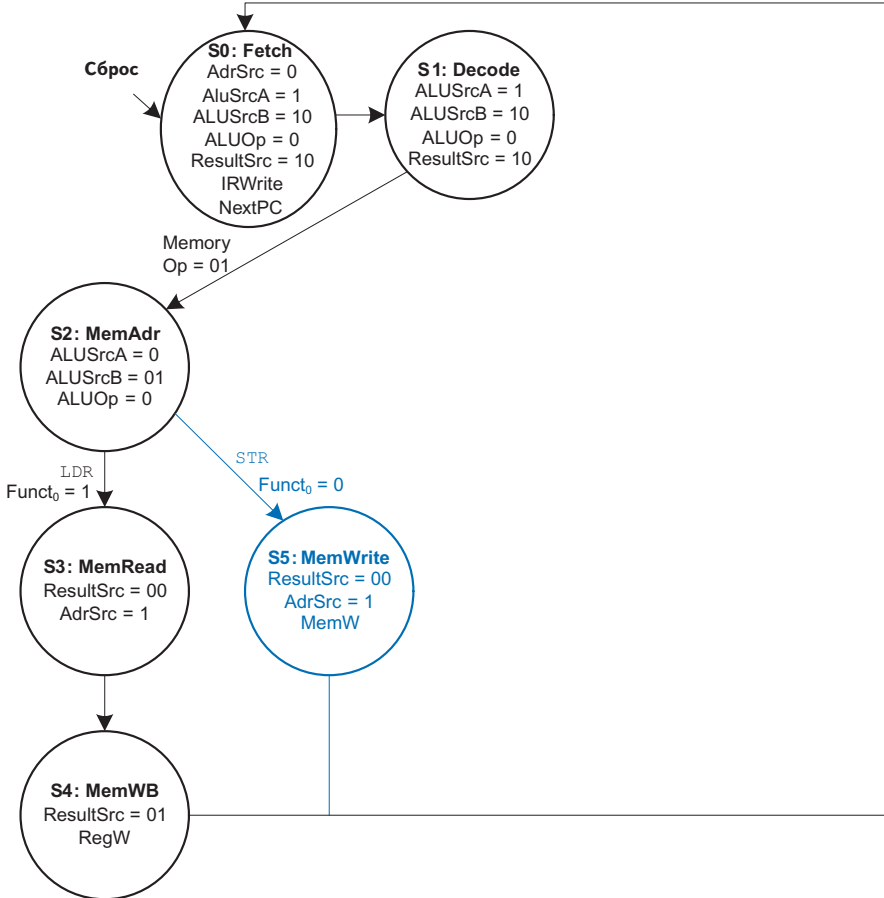 Сброс
S0: Fetch
AdrSrc = 0
AluSrcA = 1
ALUSrcB = 10
ALUOp = 0
ResultSrc = 10
IRWrite
NextPC
S1: Decode
ALUSrcA = 1
ALUSrcB = 10
ALUOp = 0
ResultSrc = 10
Memory
Op = 01
S2: MemAdr
ALUSrcA = 0
ALUSrcB = 01
ALUOp = 0
LDR
Funct₀ = 1
STR
Funct₀ = 0
S3: MemRead
ResultSrc = 00
AdrSrc = 1
S5: MemWrite
ResultSrc = 00
AdrSrc = 1
MemW
S4: MemWB
ResultSrc = 01
RegW